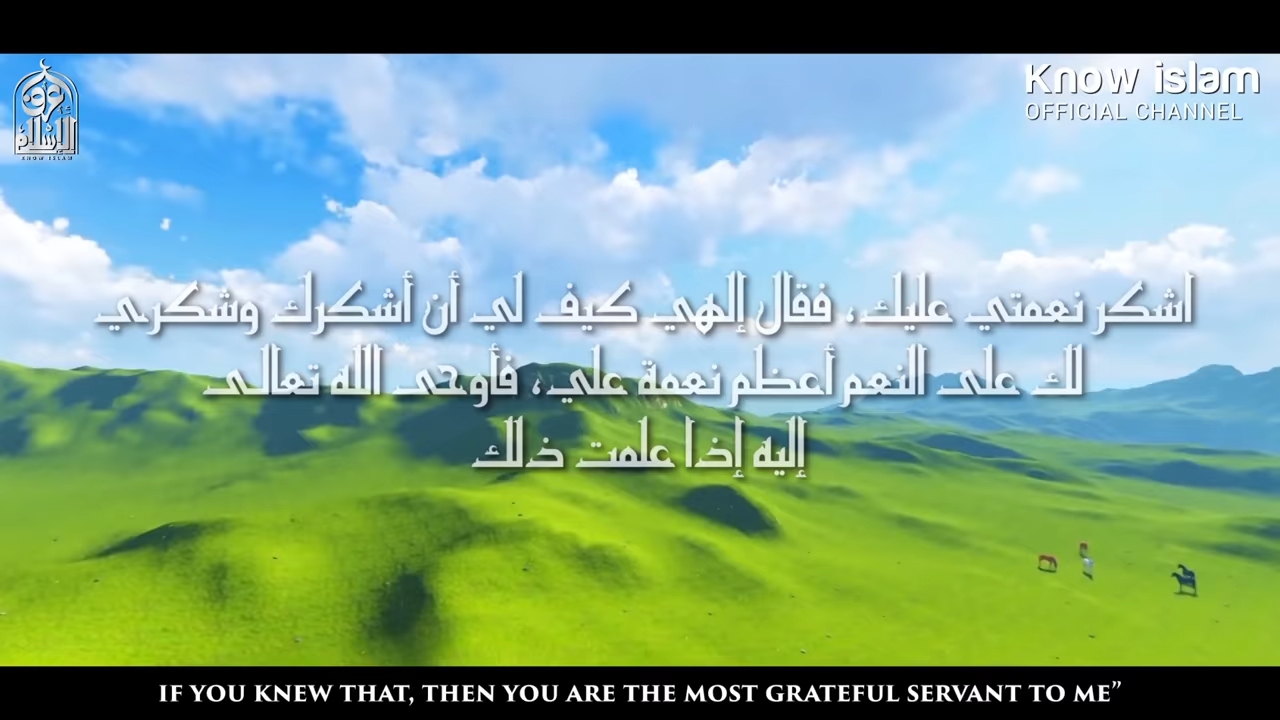 Know islam
OFFICIAL CHANNEL
KNOW ISLAM
اشكر نعمتي عليك، فقال إلهي كيف لي أن أشكرك وشكري
لك على النعم أعظم نعمة علي، فأوحى الله تعالى
إليه إذا علمت ذلك
IF YOU KNEW THAT, THEN YOU ARE THE MOST GRATEFUL SERVANT TO ME”